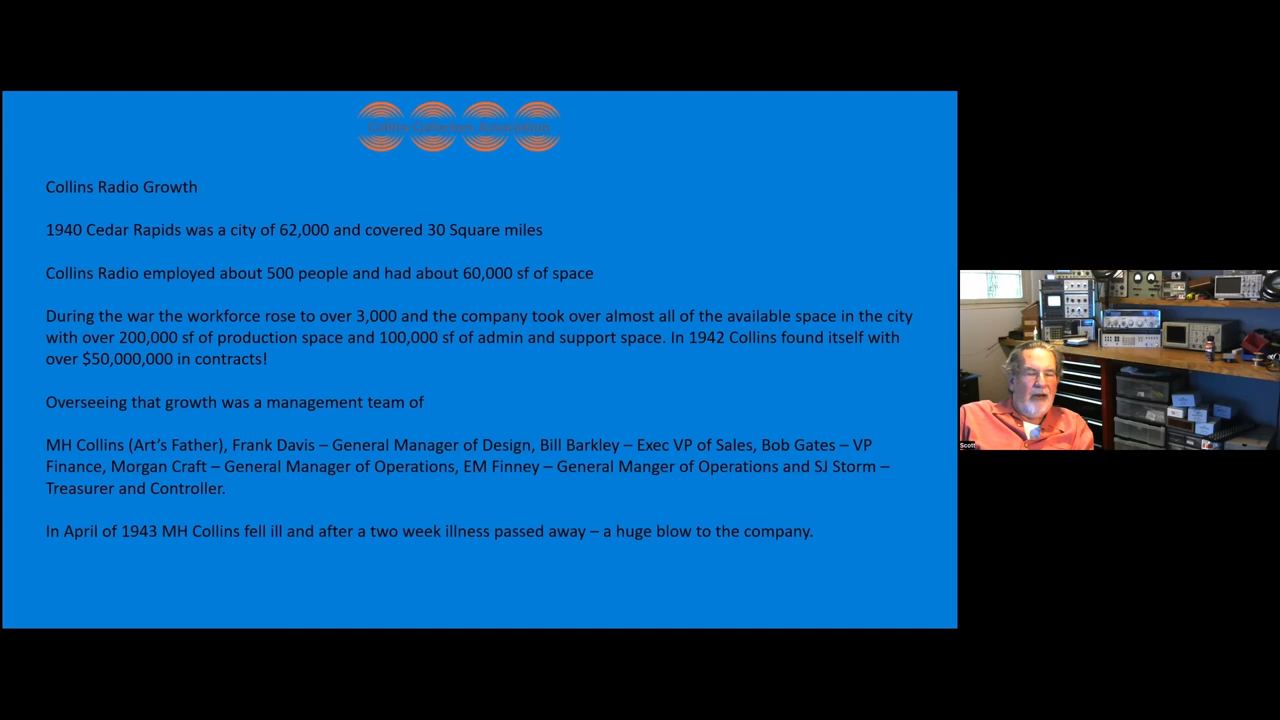 Collins Collectors Association
Collins Radio Growth
1940 Cedar Rapids was a city of 62,000 and covered 30 Square miles
Collins Radio employed about 500 people and had about 60,000 sf of space
During the war the workforce rose to over 3,000 and the company took over almost all of the available space in the city
with over 200,000 sf of production space and 100,000 sf of admin and support space. In 1942 Collins found itself with
over $50,000,000 in contracts!
Overseeing that growth was a management team of
MH Collins (Art’s Father), Frank Davis – General Manager of Design, Bill Barkley – Exec VP of Sales, Bob Gates – VP
Finance, Morgan Craft – General Manager of Operations, EM Finney – General Manger of Operations and SJ Storm –
Treasurer and Controller.
In April of 1943 MH Collins fell ill and after a two week illness passed away – a huge blow to the company.
Scott